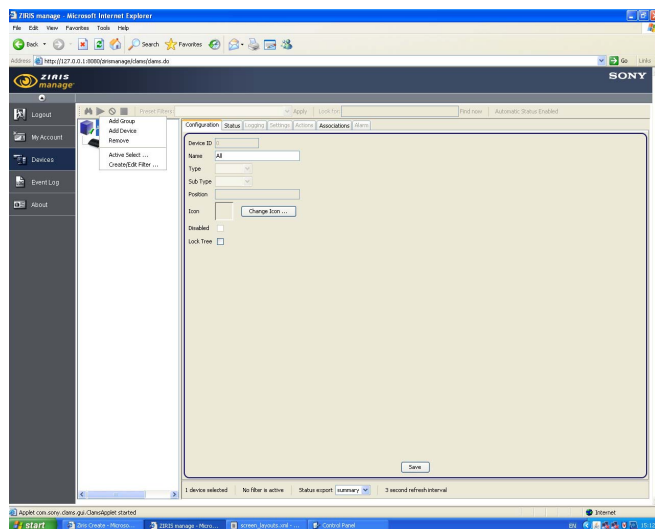 ZIRIS manage - Microsoft Internet Explorer
File Edit View Favorites Tools Help
Back Search Favorites
Address http://127.0.0.1:8080/zirismanage/clams/clams.do Go Links
ZIRIS manage SONY
Preset Filters: Apply Look for: Find now Automatic Status Enabled
Logout
My Account
Devices
Event Log
About
Add Group
Add Device
Remove
Active Select ...
Create/Edit Filter ...
Configuration Status Logging Settings Actions Associations Alarm
Device ID 0
Name All
Type
Sub Type
Position
Icon Change Icon ...
Disabled
Lock Tree
Save
1 device selected No filter is active Status export summary 3 second refresh interval
Applet com.sony.clams.gui.ClamsApplet started Internet
start Ziris Create - Microso... ZIRIS manage - Micro... screen_layouts.xml - ... Control Panel EN 15:12